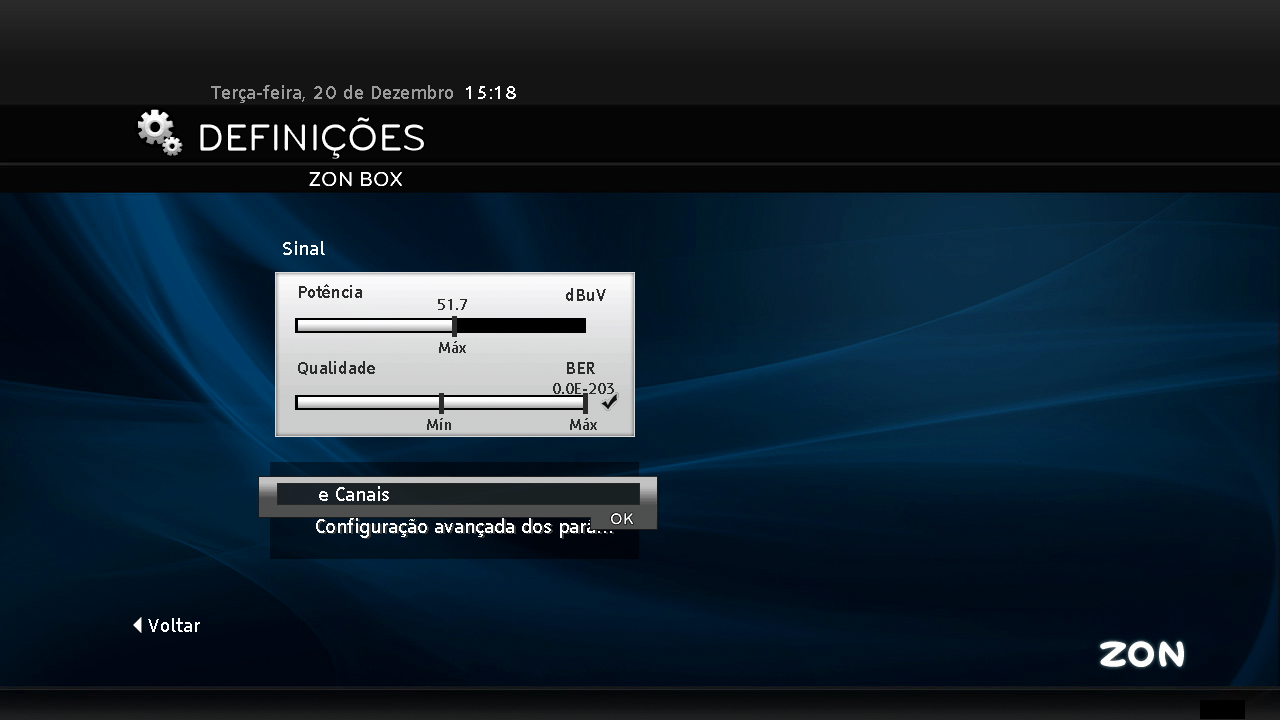 Terça-feira, 20 de Dezembro 15:18
DEFINIÇÕES
ZON BOX
Sinal
Potência
51.7
dBuV
Máx
Qualidade
BER
0.0E-203
Mín
Máx
e Canais
OK
Configuração avançada dos parâ...
Voltar
ZON